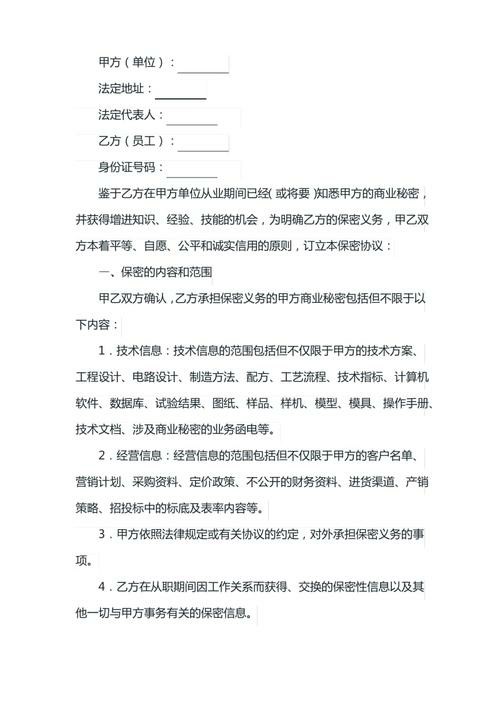 甲方（单位）：________
法定地址：________
法定代表人：________
乙方（员工）：________
身份证号码：________
鉴于乙方在甲方单位从业期间已经(或将要)知悉甲方的商业秘密，
并获得增进知识、经验、技能的机会，为明确乙方的保密义务，甲乙双
方本着平等、自愿、公平和诚实信用的原则，订立本保密协议：
一、保密的内容和范围
甲乙双方确认，乙方承担保密义务的甲方商业秘密包括但不限于以
下内容：
1．技术信息：技术信息的范围包括但不仅限于甲方的技术方案、
工程设计、电路设计、制造方法、配方、工艺流程、技术指标、计算机
软件、数据库、试验结果、图纸、样品、样机、模型、模具、操作手册、
技术文档、涉及商业秘密的业务函电等。
2．经营信息：经营信息的范围包括但不仅限于甲方的客户名单、
营销计划、采购资料、定价政策、不公开的财务资料、进货渠道、产销
策略、招投标中的标底及表率内容等。
3．甲方依照法律规定或有关协议的约定，对外承担保密义务的事
项。
4．乙方在从职期间因工作关系而获得、交换的保密性信息以及其
他一切与甲方事务有关的保密信息。